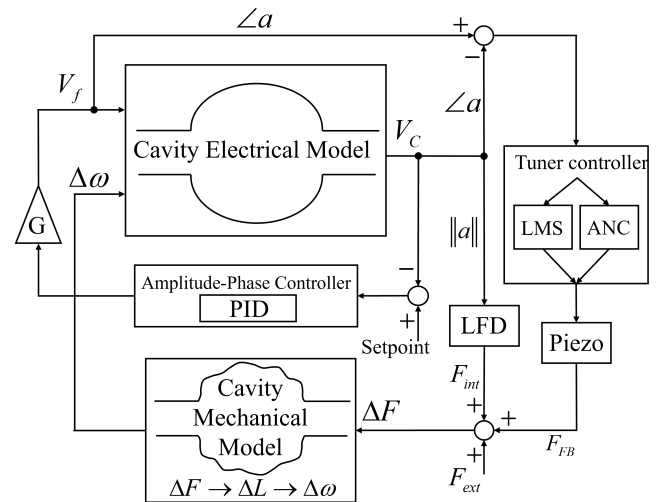 ∠a
+
−
V_f
∠a
V_C
Cavity Electrical Model
Tuner controller
Δω
LMS
ANC
G
‖a‖
Amplitude-Phase Controller
PID
−
+
Setpoint
LFD
Piezo
F_int
Cavity
Mechanical
Model
ΔF
+
+
F_FB
+
F_ext
ΔF → ΔL → Δω